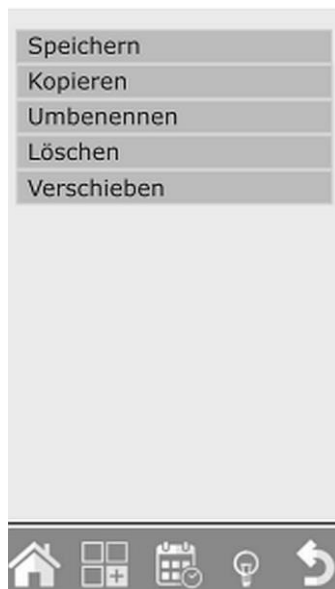 Speichern
Kopieren
Umbenennen
Löschen
Verschieben